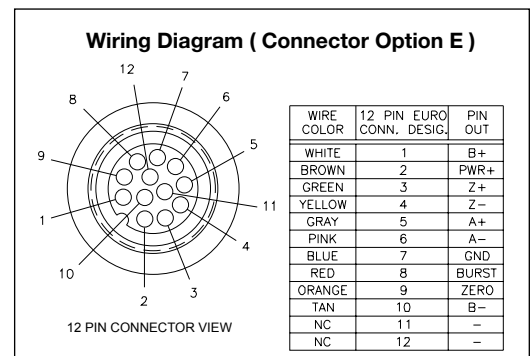 Wiring Diagram ( Connector Option E )
12
7
8
6
9
5
1
11
10
4
2
3
12 PIN CONNECTOR VIEW
WIRE COLOR 12 PIN EURO CONN. DESIG. PIN OUT
WHITE 1 B+
BROWN 2 PWR+
GREEN 3 Z+
YELLOW 4 Z-
GRAY 5 A+
PINK 6 A-
BLUE 7 GND
RED 8 BURST
ORANGE 9 ZERO
TAN 10 B-
NC 11 -
NC 12 -